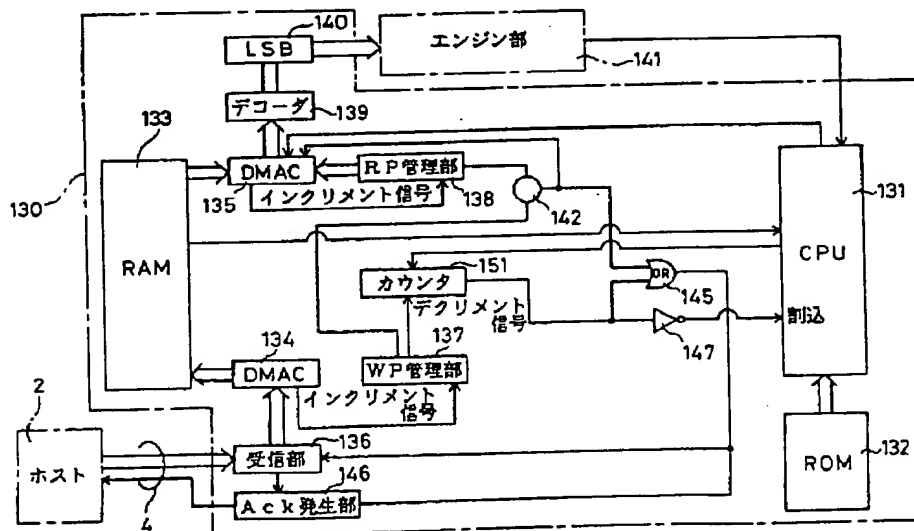 140
LSB
エンジン部
141
デコーダ
139
133
DMAC
135
RP管理部
138
インクリメント信号
142
130
131
RAM
CPU
151
カウンタ
OR
145
デクリメント
信号
147
割込
137
WP管理部
134
DMAC
インクリメント
信号
2
ホスト
4
136
受信部
146
Ack発生部
ROM
132